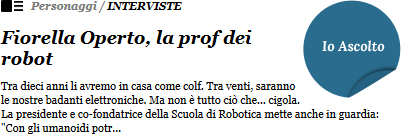 Personaggi / INTERVISTE
Fiorella Operto, la prof dei
robot
Io Ascolto
Tra dieci anni li avremo in casa come colf. Tra venti, saranno
le nostre badanti elettroniche. Ma non è tutto ciò che... cigola.
La presidente e co-fondatrice della Scuola di Robotica mette anche in guardia:
"Con gli umanoidi potr...